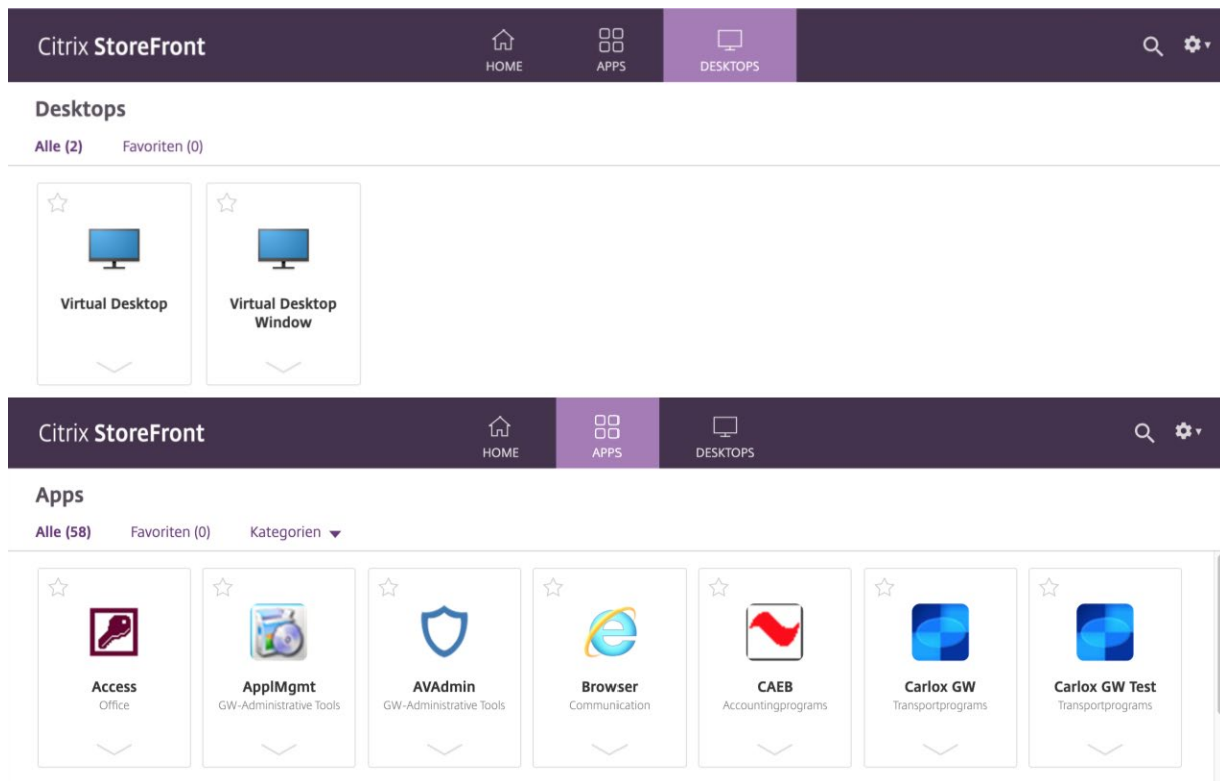 Citrix StoreFront
HOME
APPS
DESKTOPS
Desktops
Alle (2) Favoriten (0)
Virtual Desktop
Virtual Desktop
Window
Citrix StoreFront
HOME
APPS
DESKTOPS
Apps
Alle (58) Favoriten (0) Kategorien
Access
Office
ApplMgmt
GW-Administrative Tools
AVAdmin
GW-Administrative Tools
Browser
Communication
CAEB
Accountingprograms
Carlox GW
Transportprograms
Carlox GW Test
Transportprograms